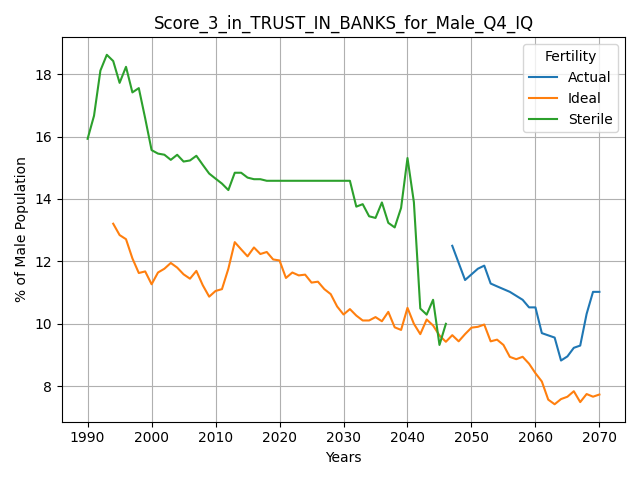 Score_3_in_TRUST_IN_BANKS_for_Male_Q4_IQ
Fertility
Actual
Ideal
Sterile
% of Male Population
18
16
14
12
10
8
1990 2000 2010 2020 2030 2040 2050 2060 2070
Years